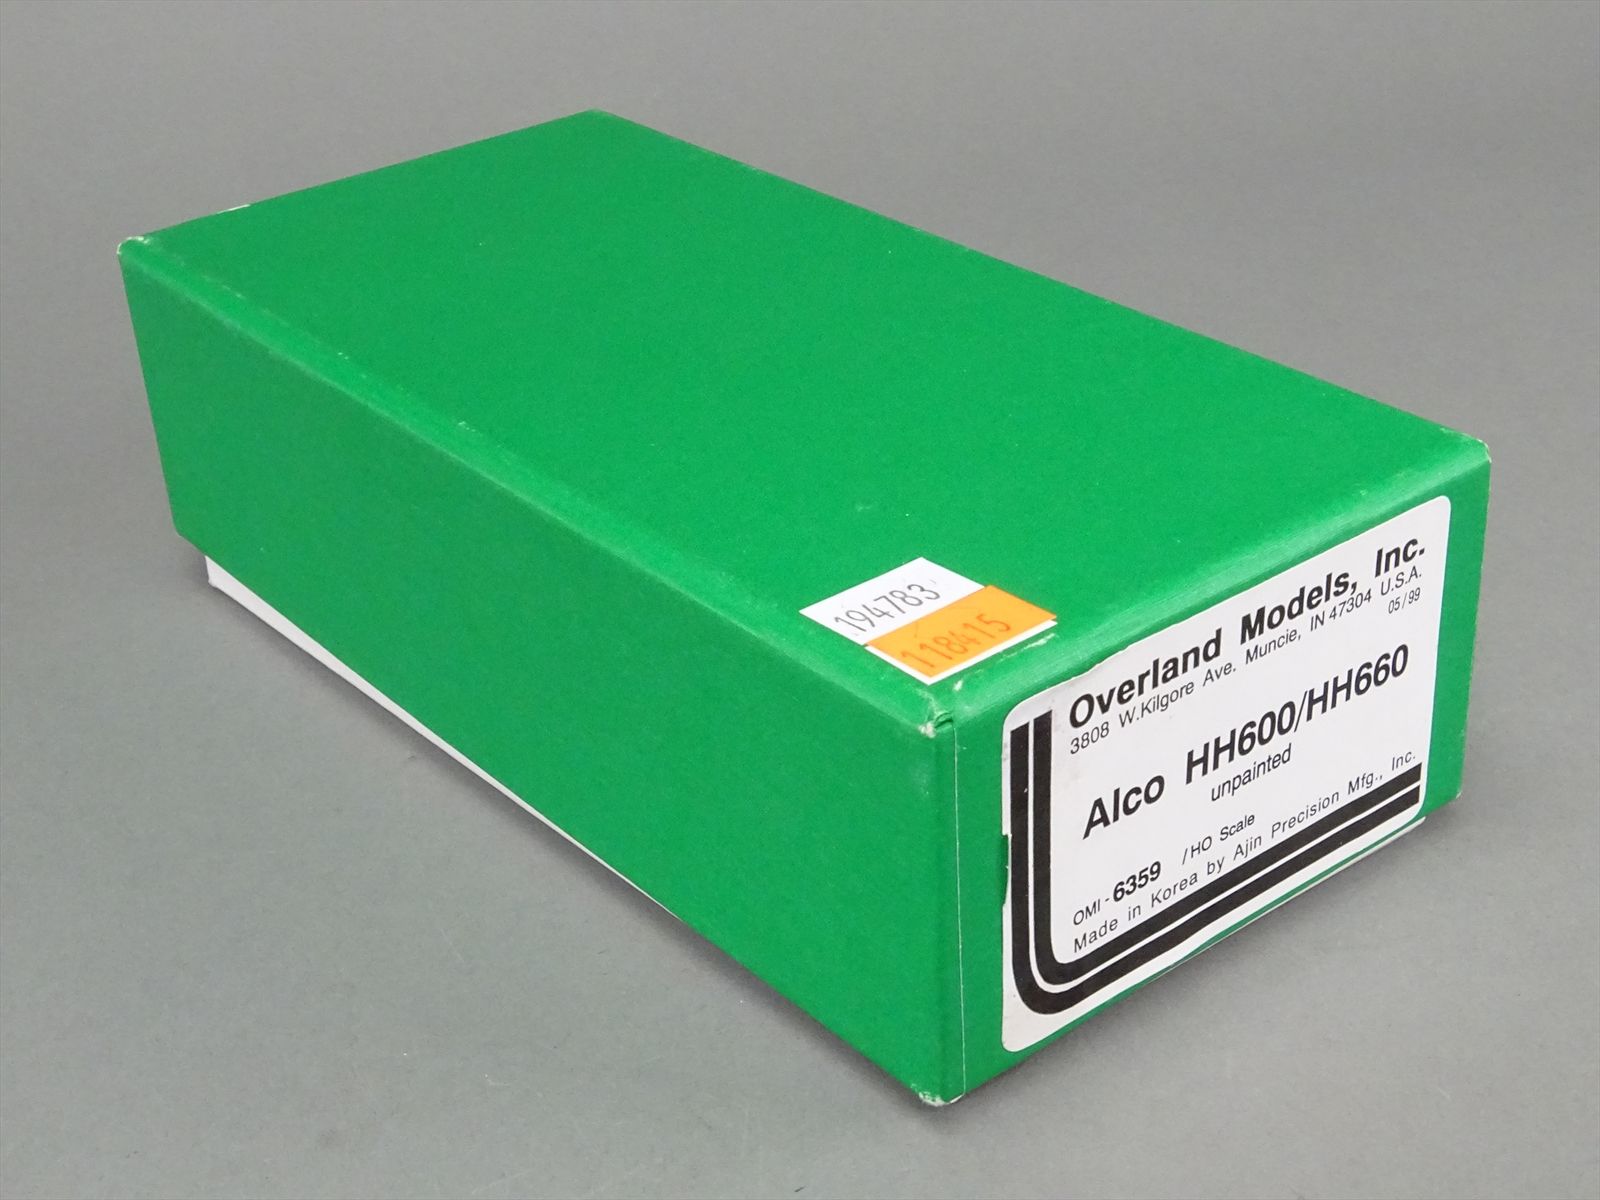 194783
118415
Overland Models, Inc.
3808 W.Kilgore Ave. Muncie, IN 47304 U.S.A.
05/99
Alco HH600/HH660
unpainted
OMI-6359 /HO Scale
Made in Korea by Ajin Precision Mfg., Inc.